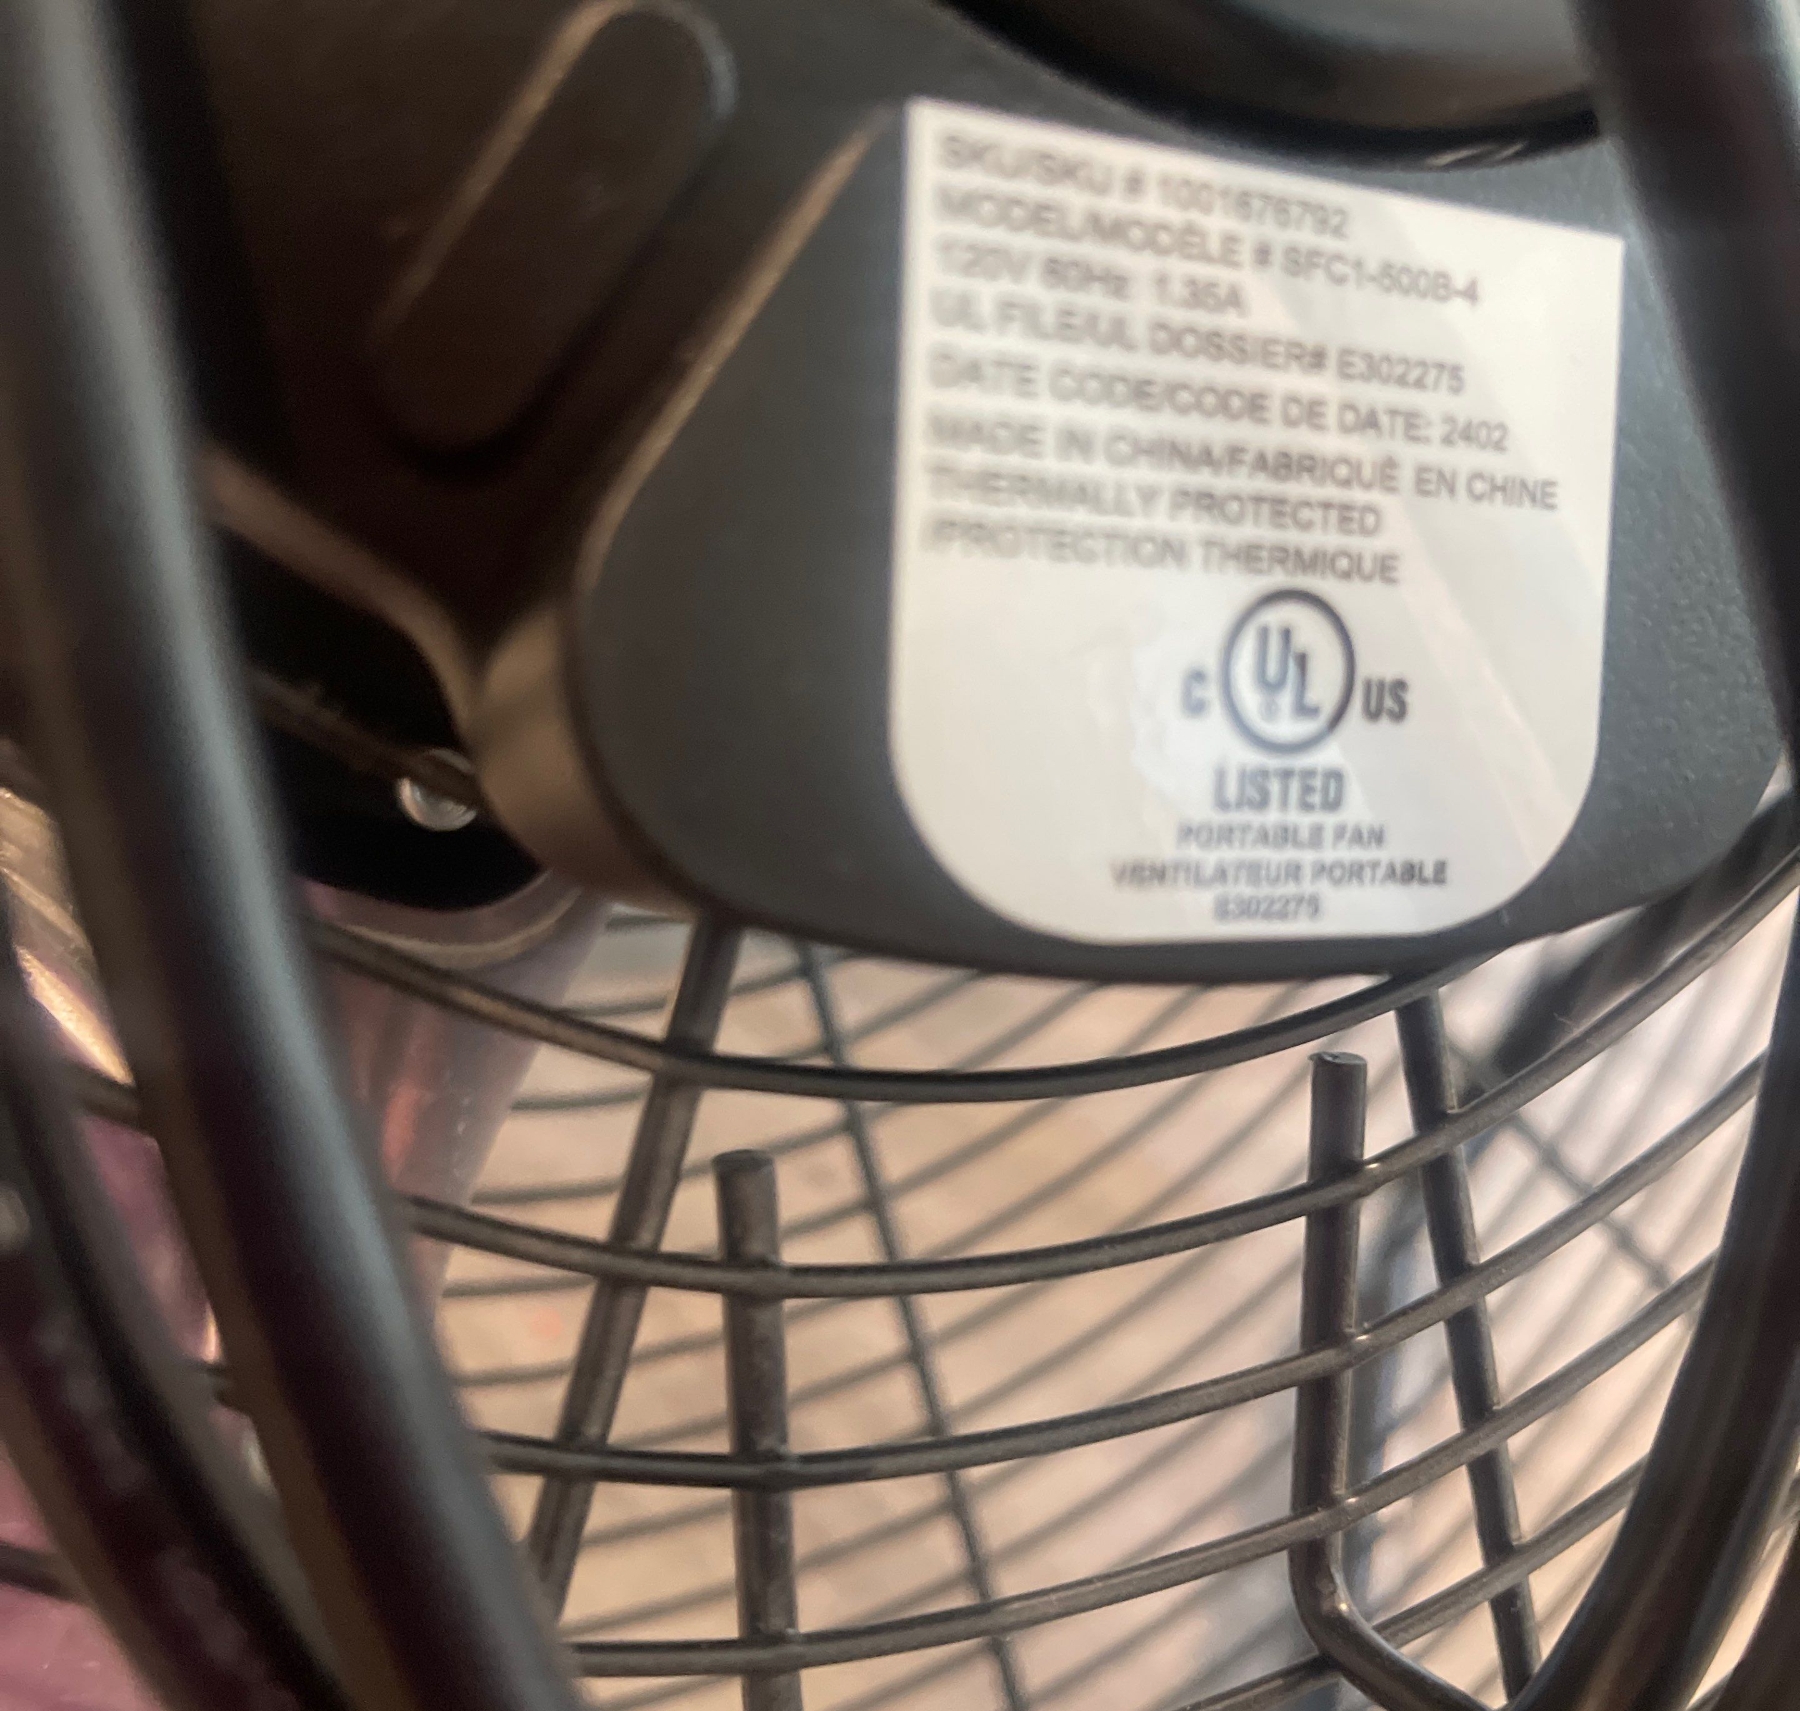 SKU/SKU # 1001676792
MODEL/MODÈLE # SFC1-500B-4
120V 60Hz 1.35A
UL FILE/UL DOSSIER# E302275
DATE CODE/CODE DE DATE: 2402
MADE IN CHINA/FABRIQUÉ EN CHINE
THERMALLY PROTECTED
/PROTECTION THERMIQUE
C UL US
LISTED
PORTABLE FAN
VENTILATEUR PORTABLE
E302275